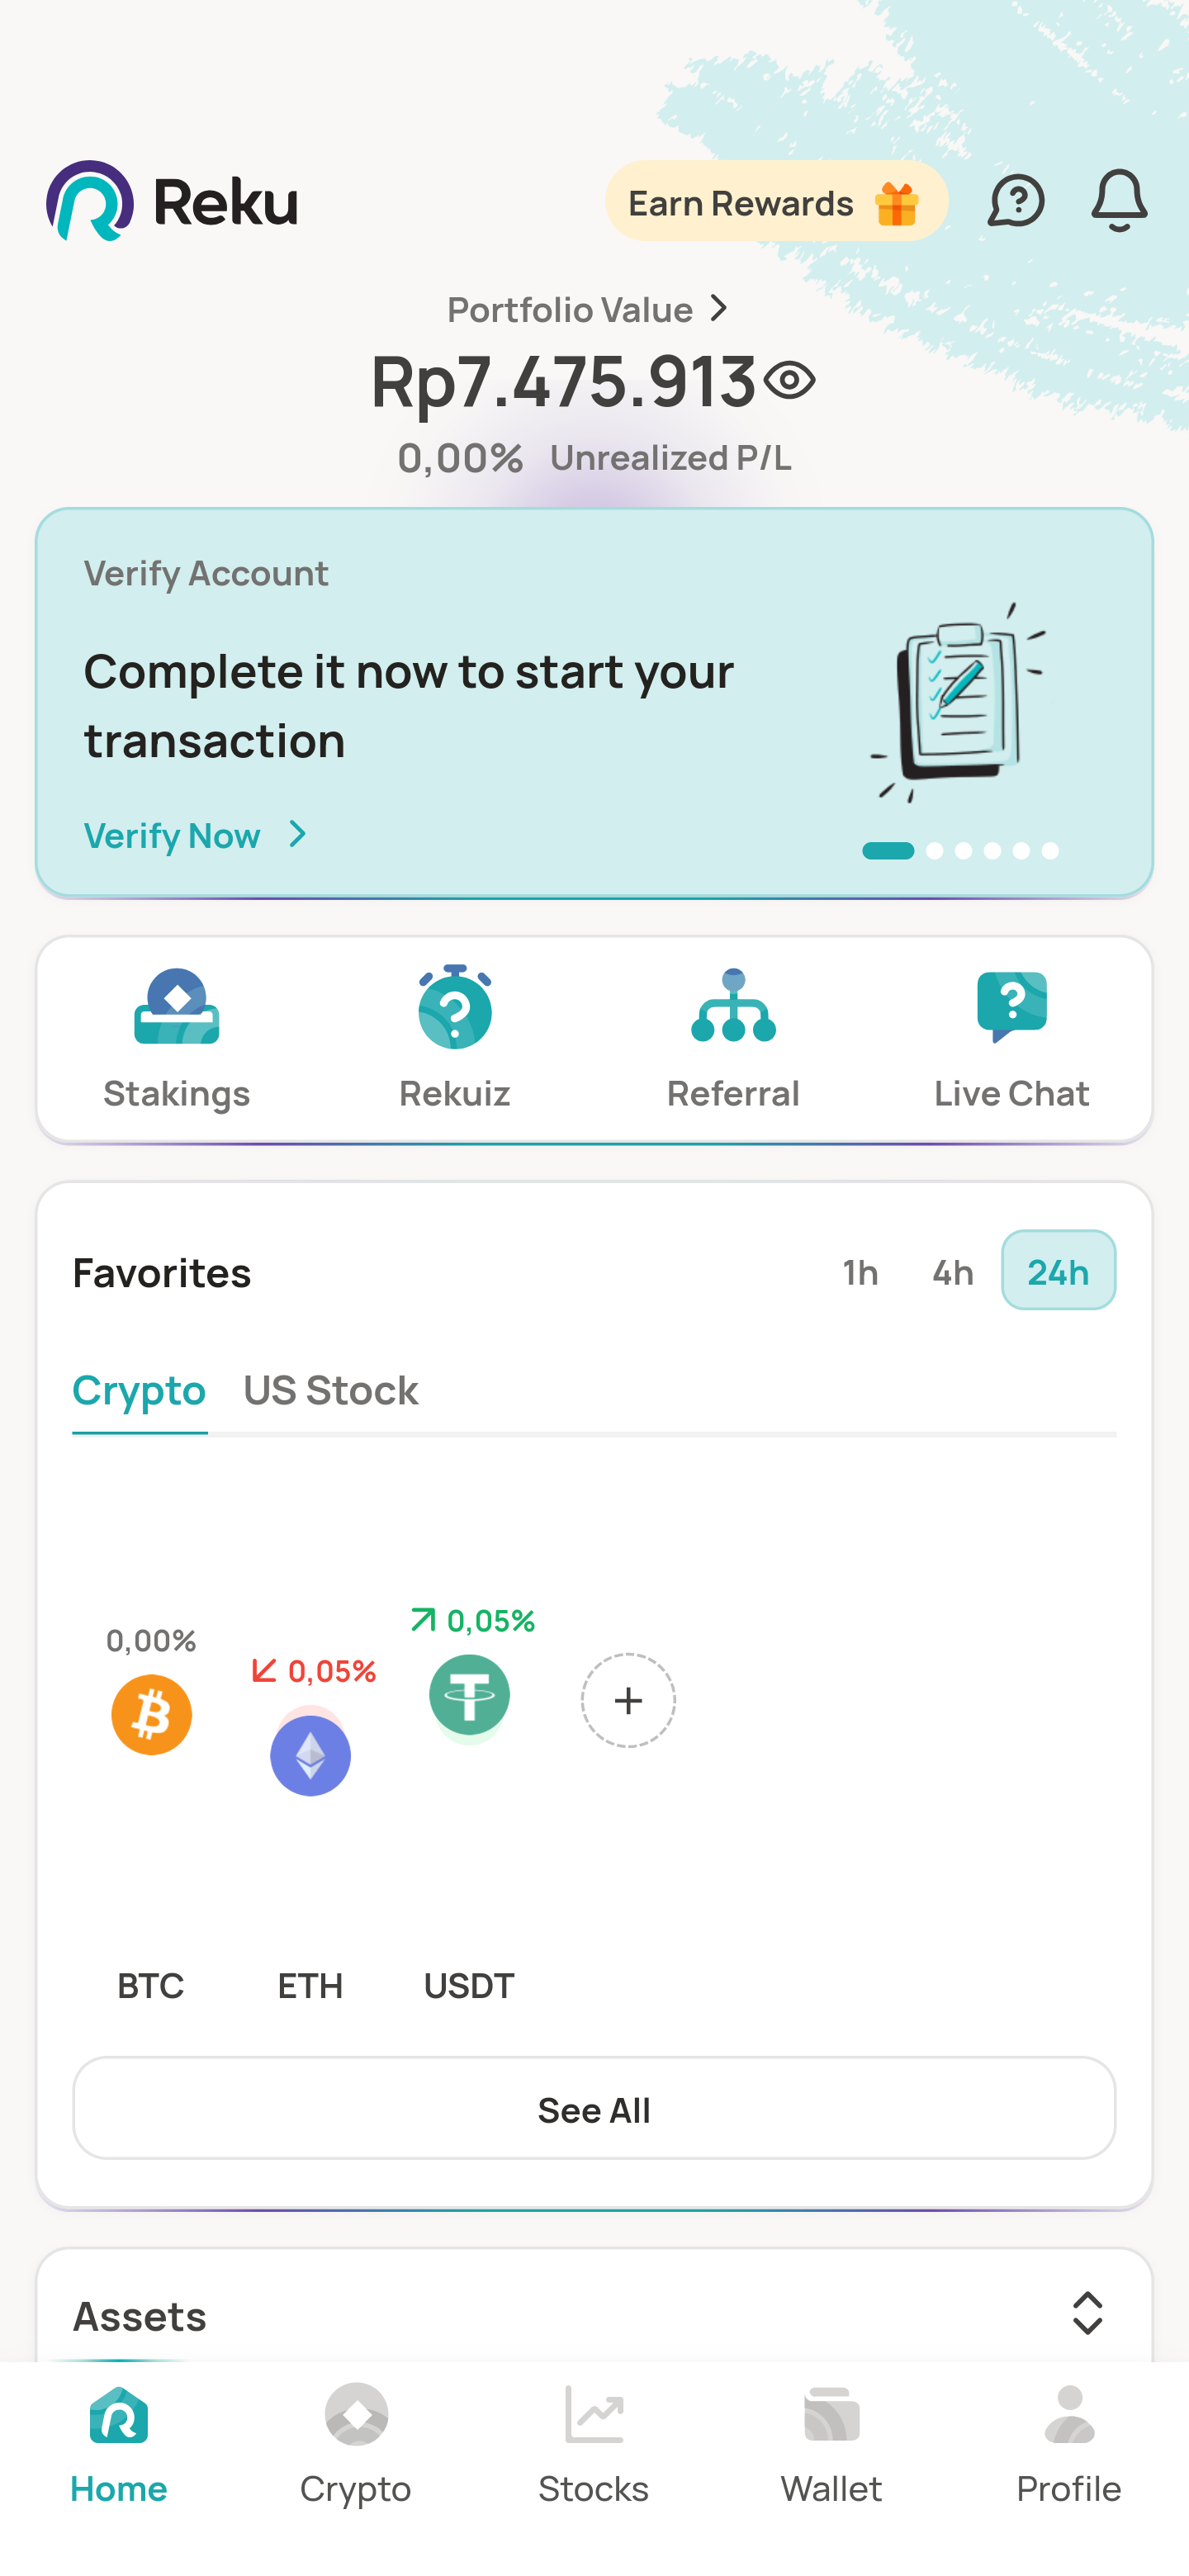 Reku
Earn Rewards
Portfolio Value
Rp7.475.913
0,00% Unrealized P/L
Verify Account
Complete it now to start your
transaction
Verify Now
Stakings
Rekuiz
Referral
Live Chat
Favorites
1h
4h
24h
Crypto
US Stock
0,00%
0,05%
0,05%
BTC
ETH
USDT
See All
Assets
Home
Crypto
Stocks
Wallet
Profile